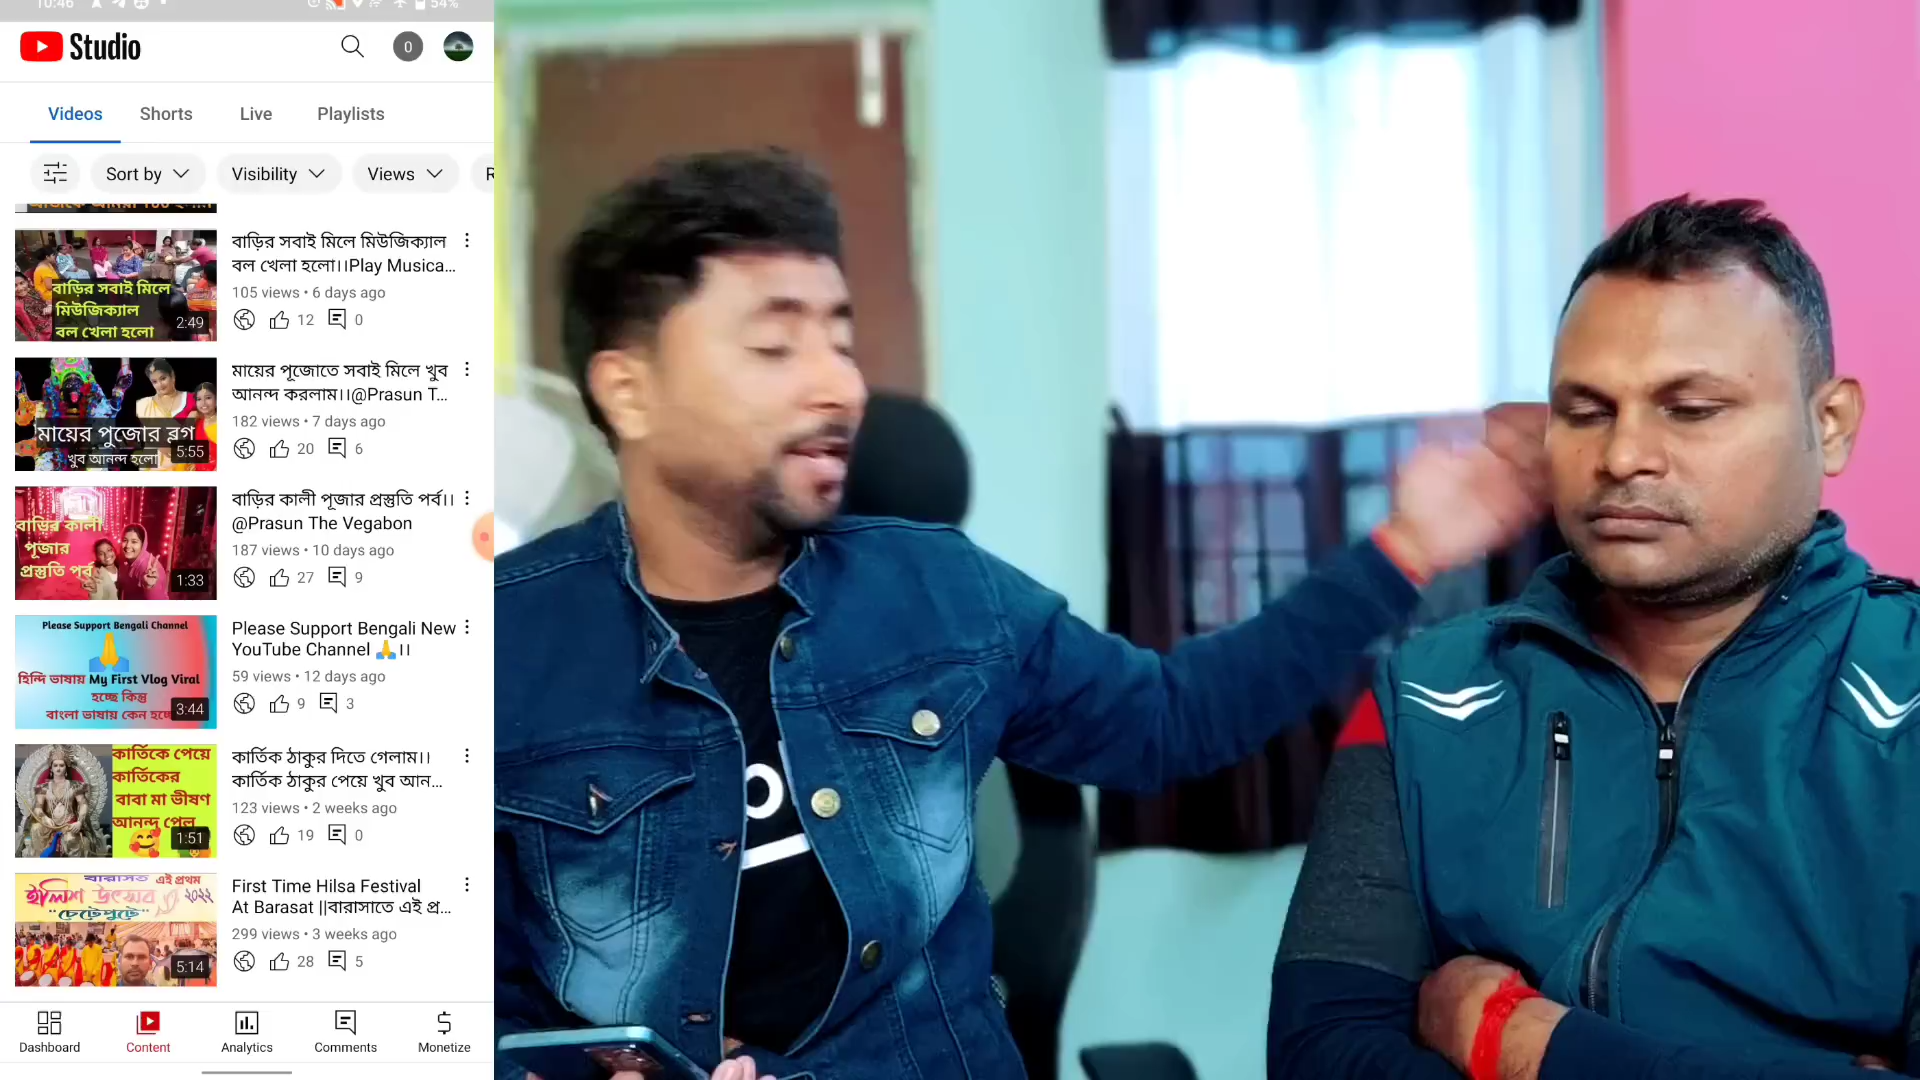 10:46
54%
Studio
0
Videos Shorts Live Playlists
Sort by Visibility Views R
বাড়ির সবাই মিলে মিউজিক্যাল
বল খেলা হলো।।Play Musica...
105 views • 6 days ago
12 0
বাড়ির সবাই মিলে
মিউজিক্যাল
বল খেলা হলো
2:49
মায়ের পূজোতে সবাই মিলে খুব
আনন্দ করলাম।।@Prasun T...
182 views • 7 days ago
20 6
মায়ের পুজোর ব্লগ
খুব আনন্দ হলো
5:55
বাড়ির কালী পূজার প্রস্তুতি পর্ব।।
@Prasun The Vegabon
187 views • 10 days ago
27 9
বাড়ির কালী
পূজার
প্রস্তুতি পর্ব
1:33
Please Support Bengali New
YouTube Channel 🙏।।
59 views • 12 days ago
9 3
Please Support Bengali Channel
হিন্দি ভাষায় My First Vlog Viral
হচ্ছে কিন্তু
বাংলা ভাষায় কেন হচ্ছে
3:44
কার্তিক ঠাকুর দিতে গেলাম।।
কার্তিক ঠাকুর পেয়ে খুব আন...
123 views • 2 weeks ago
19 0
কার্তিকে পেয়ে
কার্তিকের
বাবা মা ভীষণ
আনন্দ পেল
1:51
First Time Hilsa Festival
At Barasat ||বারাসাতে এই প্র...
299 views • 3 weeks ago
28 5
বারাসত এই প্রথম
ইলিশ উৎসব ২০২২
"চেটেপুটে"
5:14
Dashboard Content Analytics Comments Monetize